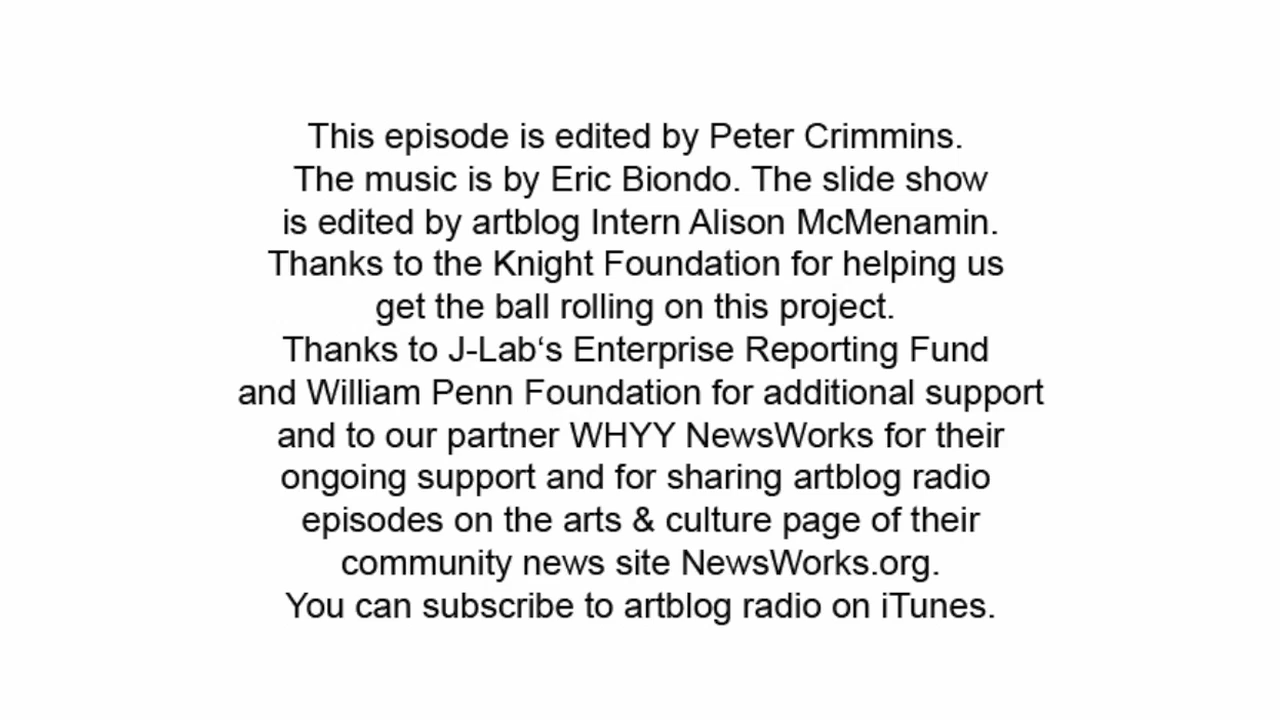 This episode is edited by Peter Crimmins.
The music is by Eric Biondo. The slide show
is edited by artblog Intern Alison McMenamin.
Thanks to the Knight Foundation for helping us
get the ball rolling on this project.
Thanks to J-Lab‘s Enterprise Reporting Fund
and William Penn Foundation for additional support
and to our partner WHYY NewsWorks for their
ongoing support and for sharing artblog radio
episodes on the arts & culture page of their
community news site NewsWorks.org.
You can subscribe to artblog radio on iTunes.